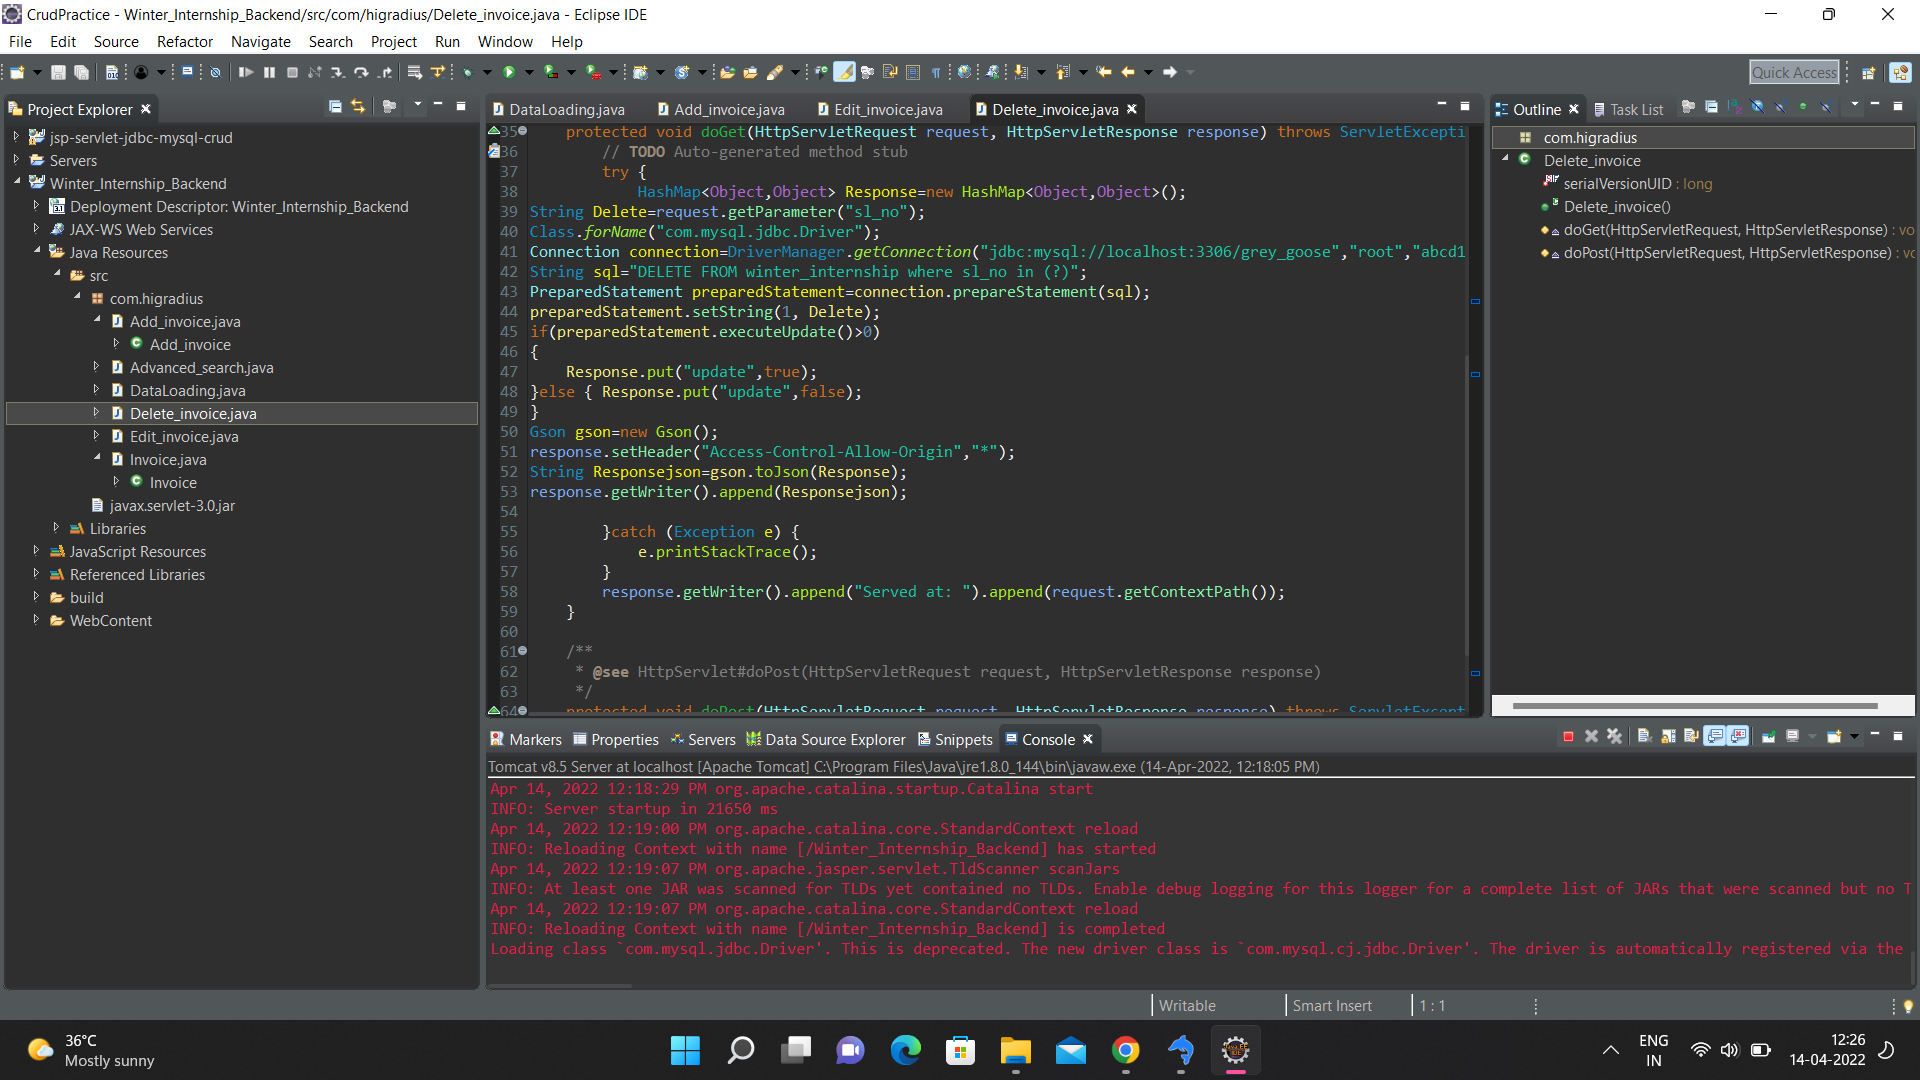 CrudPractice - Winter_Internship_Backend/src/com/higradius/Delete_invoice.java - Eclipse IDE
File Edit Source Refactor Navigate Search Project Run Window Help
Quick Access
Project Explorer
jsp-servlet-jdbc-mysql-crud
Servers
Winter_Internship_Backend
Deployment Descriptor: Winter_Internship_Backend
JAX-WS Web Services
Java Resources
src
com.higradius
Add_invoice.java
Add_invoice
Advanced_search.java
DataLoading.java
Delete_invoice.java
Edit_invoice.java
Invoice.java
Invoice
javax.servlet-3.0.jar
Libraries
JavaScript Resources
Referenced Libraries
build
WebContent
DataLoading.java Add_invoice.java Edit_invoice.java Delete_invoice.java
35 protected void doGet(HttpServletRequest request, HttpServletResponse response) throws ServletExcepti
36 // TODO Auto-generated method stub
37 try {
38 HashMap<Object,Object> Response=new HashMap<Object,Object>();
39 String Delete=request.getParameter("sl_no");
40 Class.forName("com.mysql.jdbc.Driver");
41 Connection connection=DriverManager.getConnection("jdbc:mysql://localhost:3306/grey_goose","root","abcd1
42 String sql="DELETE FROM winter_internship where sl_no in (?)";
43 PreparedStatement preparedStatement=connection.prepareStatement(sql);
44 preparedStatement.setString(1, Delete);
45 if(preparedStatement.executeUpdate()>0)
46 {
47 Response.put("update",true);
48 }else { Response.put("update",false);
49 }
50 Gson gson=new Gson();
51 response.setHeader("Access-Control-Allow-Origin","*");
52 String Responsejson=gson.toJson(Response);
53 response.getWriter().append(Responsejson);
54
55 }catch (Exception e) {
56 e.printStackTrace();
57 }
58 response.getWriter().append("Served at: ").append(request.getContextPath());
59 }
60
61 /**
62 * @see HttpServlet#doPost(HttpServletRequest request, HttpServletResponse response)
63 */
64 protected void doPost(HttpServletRequest request, HttpServletResponse response) throws ServletExcept
Outline Task List
com.higradius
Delete_invoice
serialVersionUID : long
Delete_invoice()
doGet(HttpServletRequest, HttpServletResponse) : vo
doPost(HttpServletRequest, HttpServletResponse) : vo
Markers Properties Servers Data Source Explorer Snippets Console
Tomcat v8.5 Server at localhost [Apache Tomcat] C:\Program Files\Java\jre1.8.0_144\bin\javaw.exe (14-Apr-2022, 12:18:05 PM)
Apr 14, 2022 12:18:29 PM org.apache.catalina.startup.Catalina start
INFO: Server startup in 21650 ms
Apr 14, 2022 12:19:00 PM org.apache.catalina.core.StandardContext reload
INFO: Reloading Context with name [/Winter_Internship_Backend] has started
Apr 14, 2022 12:19:07 PM org.apache.jasper.servlet.TldScanner scanJars
INFO: At least one JAR was scanned for TLDs yet contained no TLDs. Enable debug logging for this logger for a complete list of JARs that were scanned but no T
Apr 14, 2022 12:19:07 PM org.apache.catalina.core.StandardContext reload
INFO: Reloading Context with name [/Winter_Internship_Backend] is completed
Loading class `com.mysql.jdbc.Driver'. This is deprecated. The new driver class is `com.mysql.cj.jdbc.Driver'. The driver is automatically registered via the
Writable Smart Insert 1 : 1
36°C
Mostly sunny
ENG
IN
12:26
14-04-2022